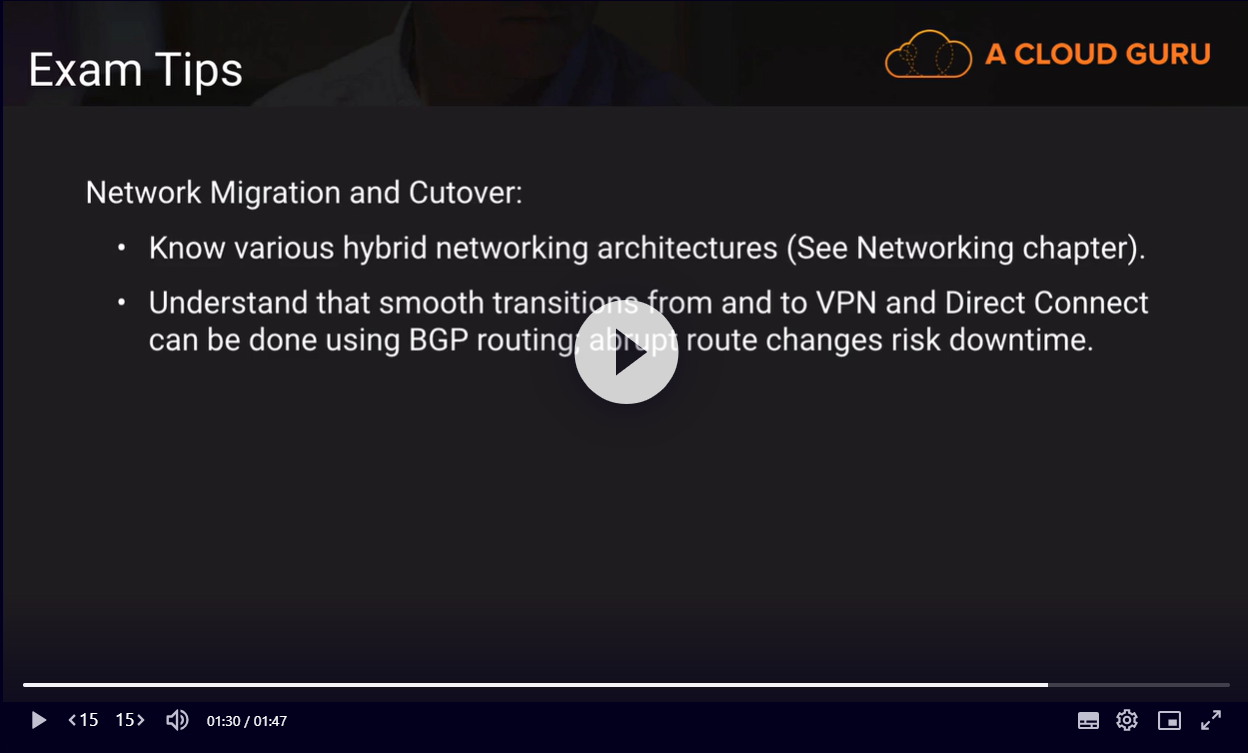 Exam Tips
A CLOUD GURU
Network Migration and Cutover:
• Know various hybrid networking architectures (See Networking chapter).
• Understand that smooth transitions from and to VPN and Direct Connect
can be done using BGP routing; abrupt route changes risk downtime.
15 15 01:30 / 01:47